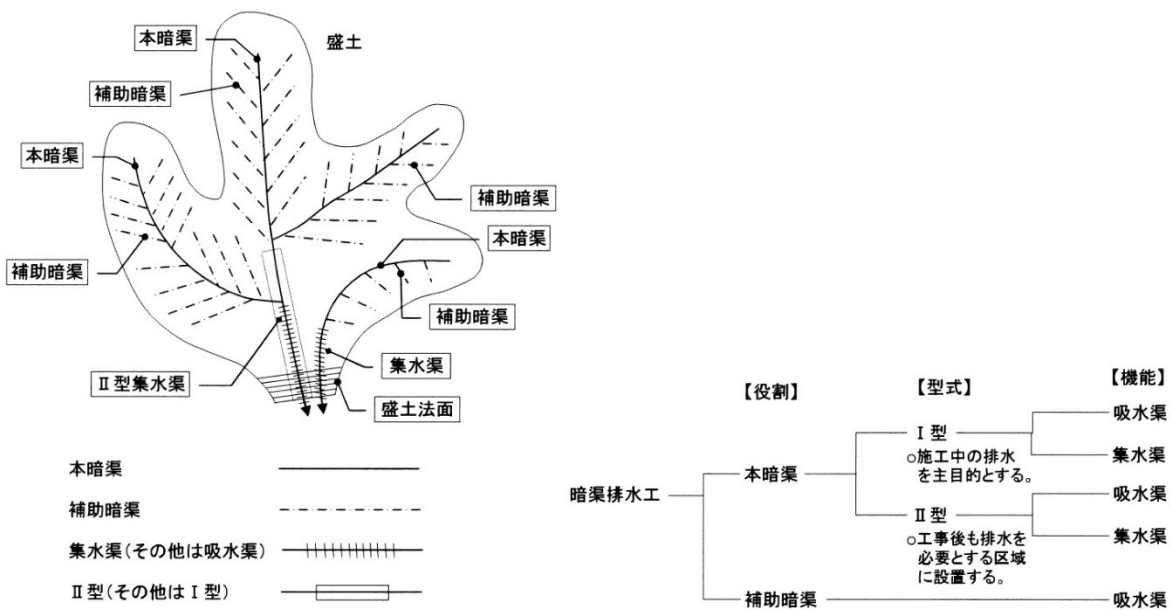 本暗渠
盛土
補助暗渠
本暗渠
補助暗渠
本暗渠
補助暗渠
補助暗渠
集水渠
Ⅱ型集水渠
盛土法面
本暗渠
補助暗渠
集水渠(その他は吸水渠)
Ⅱ型(その他はⅠ型)
【役割】
【型式】
【機能】
暗渠排水工
本暗渠
Ⅰ型
○施工中の排水
を主目的とする。
吸水渠
集水渠
Ⅱ型
○工事後も排水を
必要とする区域
に設置する。
吸水渠
集水渠
補助暗渠
吸水渠